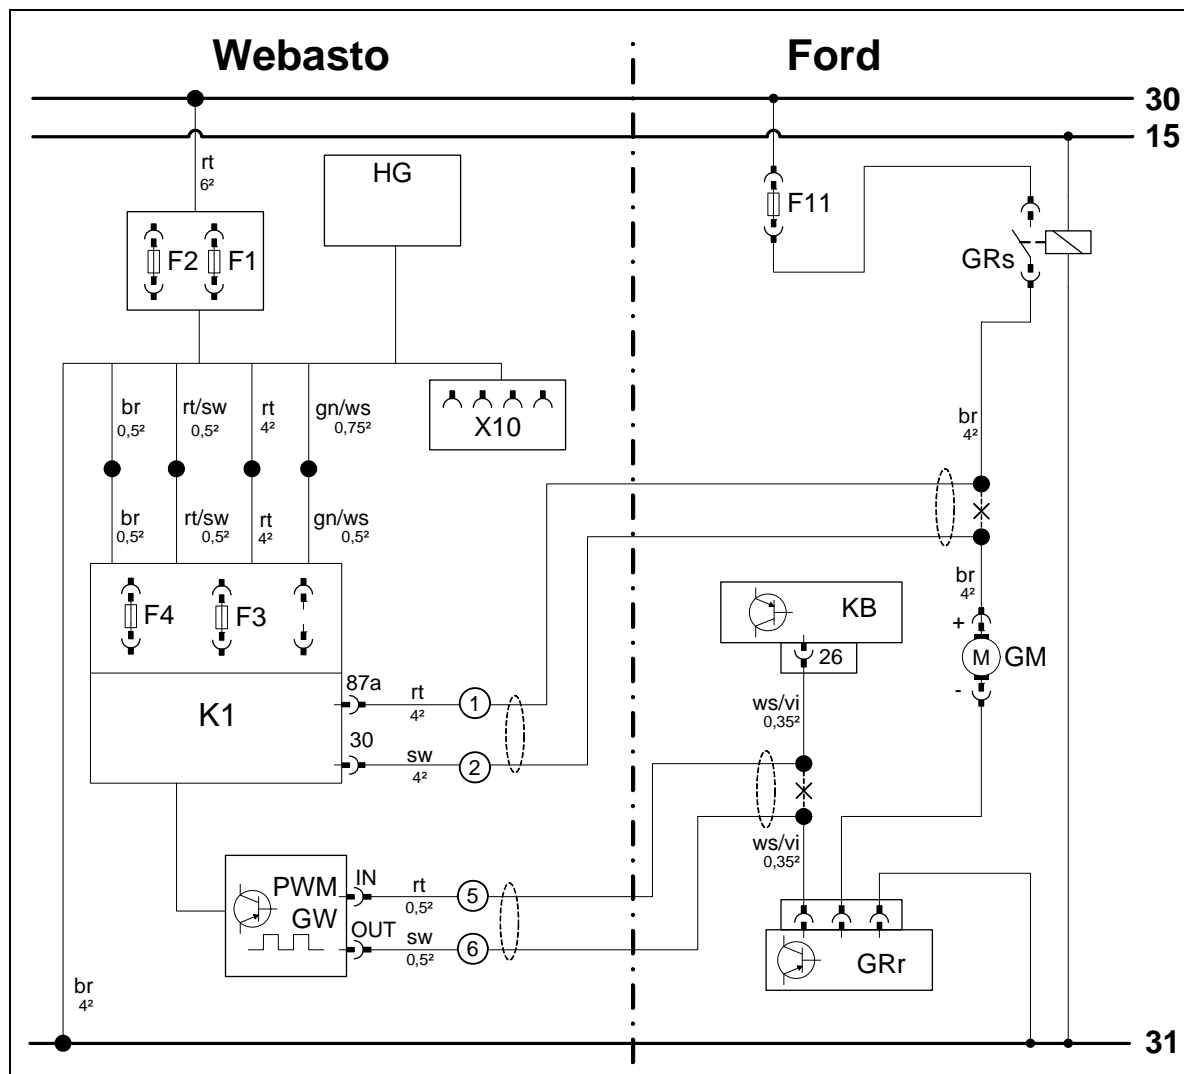 Webasto
Ford
30
15
rt
6²
HG
F11
F2
F1
GRs
br
0,5²
rt/sw
0,5²
rt
4²
gn/ws
0,75²
X10
br
4²
br
0,5²
rt/sw
0,5²
rt
4²
gn/ws
0,5²
br
4²
F4
F3
KB
26
+
M
GM
-
87a
rt
4²
1
K1
30
sw
4²
2
ws/vi
0,35²
ws/vi
0,35²
PWM
GW
IN
rt
0,5²
5
OUT
sw
0,5²
6
GRr
br
4²
31